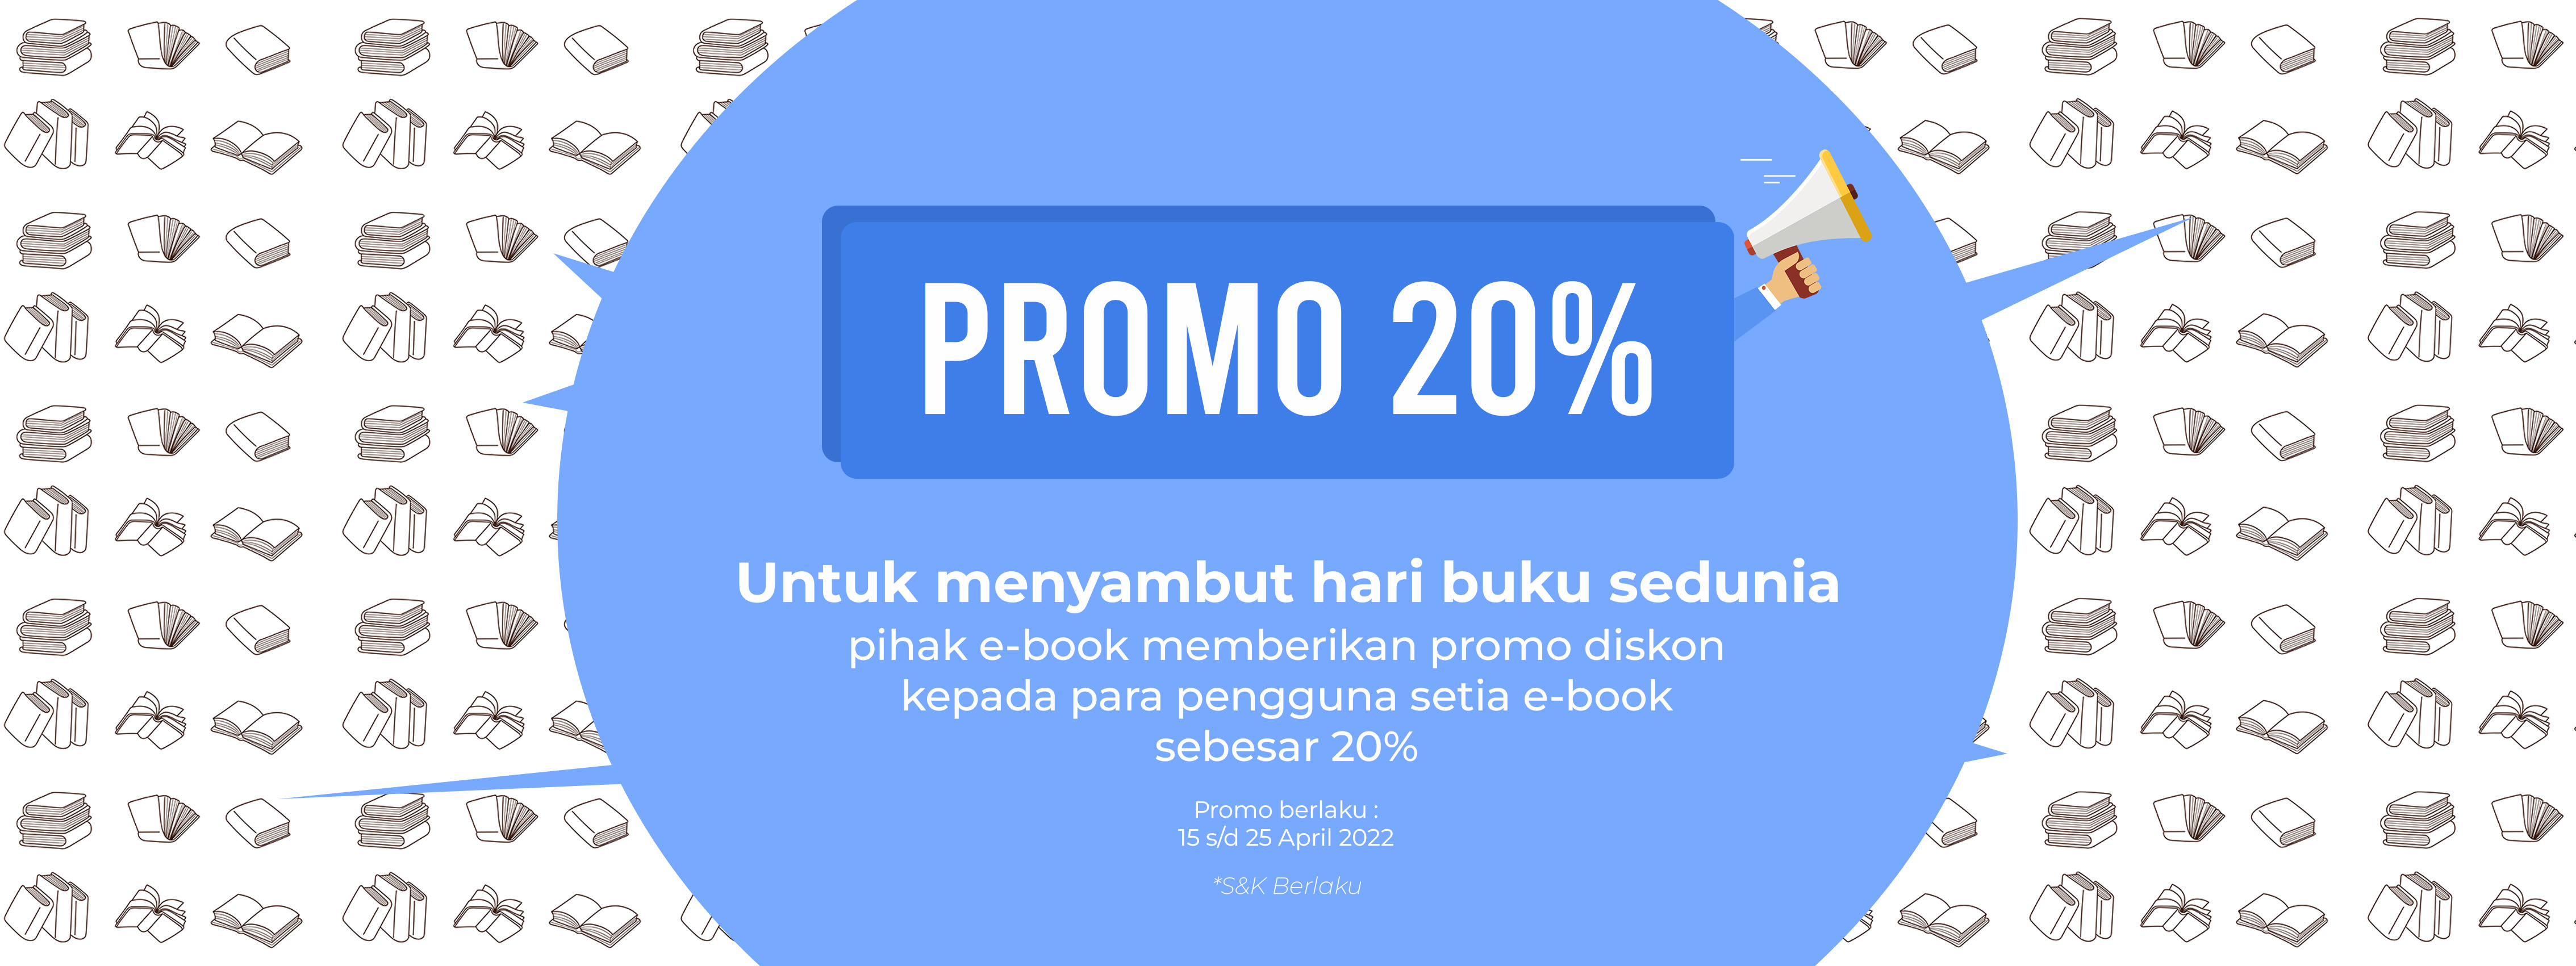 PROMO 20%
Untuk menyambut hari buku sedunia
pihak e-book memberikan promo diskon
kepada para pengguna setia e-book
sebesar 20%
Promo berlaku :
15 s/d 25 April 2022
*S&K Berlaku